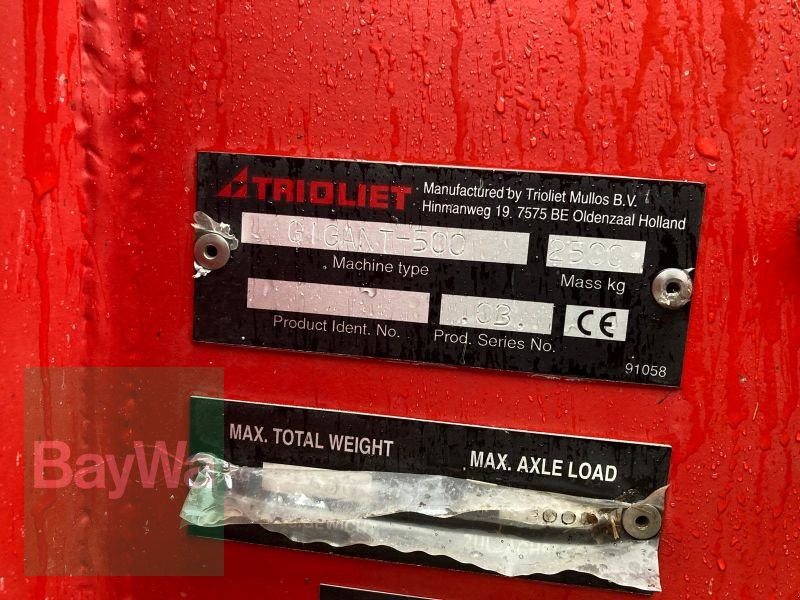 TRIOLIET
Manufactured by Trioliet Mullos B.V.
Hinmanweg 19, 7575 BE Oldenzaal Holland
GIGANT-500
2500
Machine type
Mass kg
.03.
CE
Product Ident. No.
Prod. Series No.
91058
MAX. TOTAL WEIGHT
MAX. AXLE LOAD
BayWa